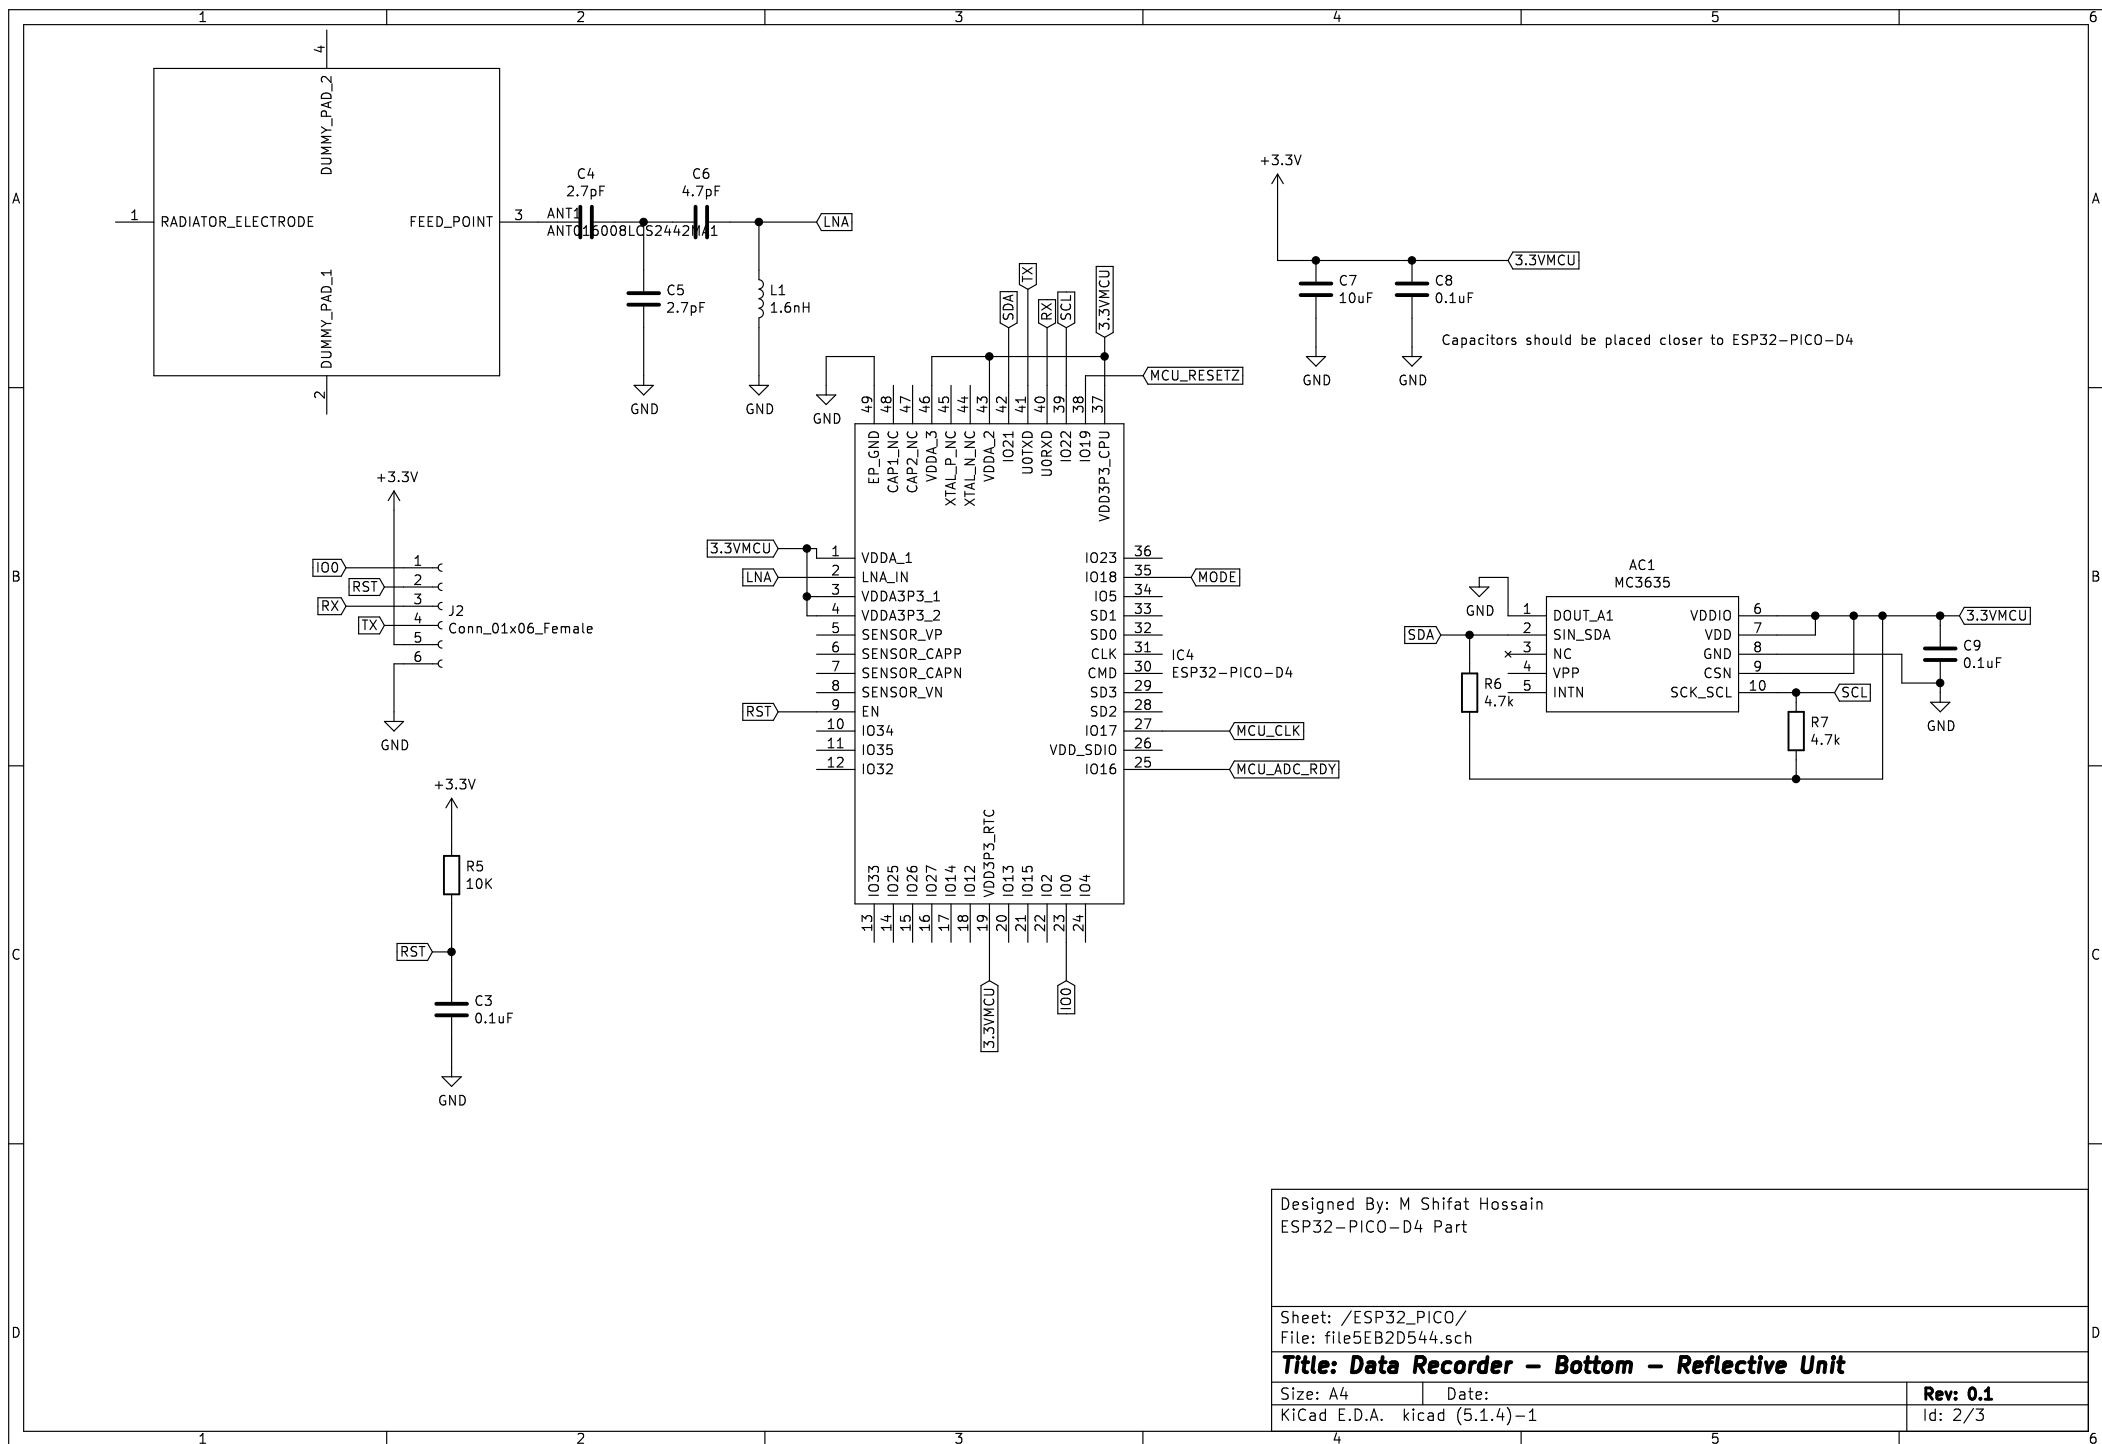 1 2 3 4 5 6
A
B
C
D
4
DUMMY_PAD_2
1
RADIATOR_ELECTRODE
FEED_POINT
3
DUMMY_PAD_1
2
ANT1
ANT016008LCS2442MA1
C4
2.7pF
C6
4.7pF
LNA
C5
2.7pF
L1
1.6nH
GND
GND
+3.3V
3.3VMCU
C7
10uF
C8
0.1uF
GND
GND
Capacitors should be placed closer to ESP32-PICO-D4
SDA
TX
RX
SCL
3.3VMCU
MCU_RESETZ
GND
49 48 47 46 45 44 43 42 41 40 39 38 37
EP_GND
CAP1_NC
CAP2_NC
VDDA_3
XTAL_P_NC
XTAL_N_NC
VDDA_2
IO21
U0TXD
U0RXD
IO22
IO19
VDD3P3_CPU
3.3VMCU
LNA
RST
1 VDDA_1
2 LNA_IN
3 VDDA3P3_1
4 VDDA3P3_2
5 SENSOR_VP
6 SENSOR_CAPP
7 SENSOR_CAPN
8 SENSOR_VN
9 EN
10 IO34
11 IO35
12 IO32
IO23 36
IO18 35
IO5 34
SD1 33
SD0 32
CLK 31
CMD 30
SD3 29
SD2 28
IO17 27
VDD_SDIO 26
IO16 25
MODE
IC4
ESP32-PICO-D4
MCU_CLK
MCU_ADC_RDY
IO33
IO25
IO26
IO27
IO14
IO12
VDD3P3_RTC
IO13
IO15
IO2
IO0
IO4
13 14 15 16 17 18 19 20 21 22 23 24
3.3VMCU
IO0
+3.3V
IO0
RST
RX
TX
1
2
3
4
5
6
J2
Conn_01x06_Female
GND
+3.3V
R5
10K
RST
C3
0.1uF
GND
AC1
MC3635
GND
SDA
1 DOUT_A1
2 SIN_SDA
3 NC
4 VPP
5 INTN
VDDIO 6
VDD 7
GND 8
CSN 9
SCK_SCL 10
R6
4.7k
R7
4.7k
SCL
3.3VMCU
C9
0.1uF
GND
Designed By: M Shifat Hossain
ESP32-PICO-D4 Part
Sheet: /ESP32_PICO/
File: file5EB2D544.sch
Title: Data Recorder - Bottom - Reflective Unit
Size: A4 Date: Rev: 0.1
KiCad E.D.A. kicad (5.1.4)-1 Id: 2/3
A
B
C
D
1 2 3 4 5 6